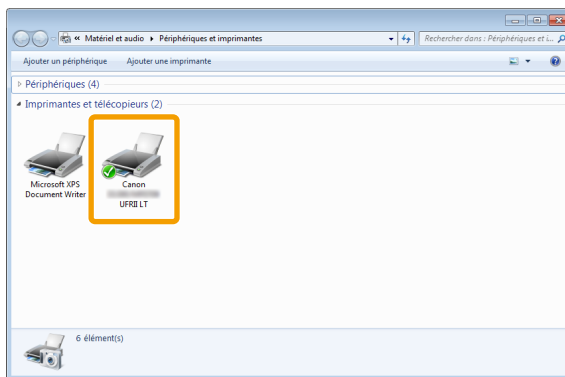 « Matériel et audio ▸ Périphériques et imprimantes
Rechercher dans : Périphériques et i...
Ajouter un périphérique Ajouter une imprimante
Périphériques (4)
Imprimantes et télécopieurs (2)
Microsoft XPS
Document Writer
Canon
UFRII LT
6 élément(s)